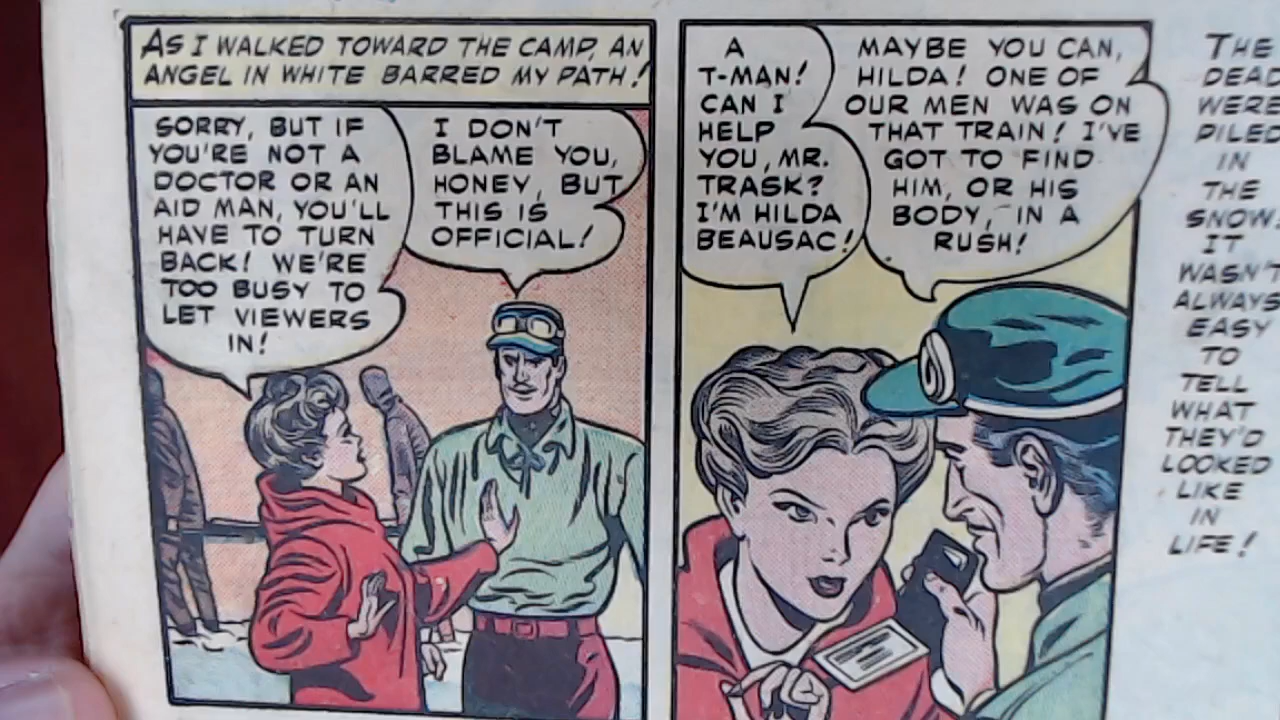 AS I WALKED TOWARD THE CAMP, AN
ANGEL IN WHITE BARRED MY PATH!
SORRY, BUT IF
YOU'RE NOT A
DOCTOR OR AN
AID MAN, YOU'LL
HAVE TO TURN
BACK! WE'RE
TOO BUSY TO
LET VIEWERS
IN!
I DON'T
BLAME YOU,
HONEY, BUT
THIS IS
OFFICIAL!
A
T-MAN!
CAN I
HELP
YOU, MR.
TRASK?
I'M HILDA
BEAUSAC!
MAYBE YOU CAN,
HILDA! ONE OF
OUR MEN WAS ON
THAT TRAIN! I'VE
GOT TO FIND
HIM, OR HIS
BODY, IN A
RUSH!
THE
DEAD
WERE
PILED
IN
THE
SNOW.
IT
WASN'T
ALWAYS
EASY
TO
TELL
WHAT
THEY'D
LOOKED
LIKE
IN
LIFE!